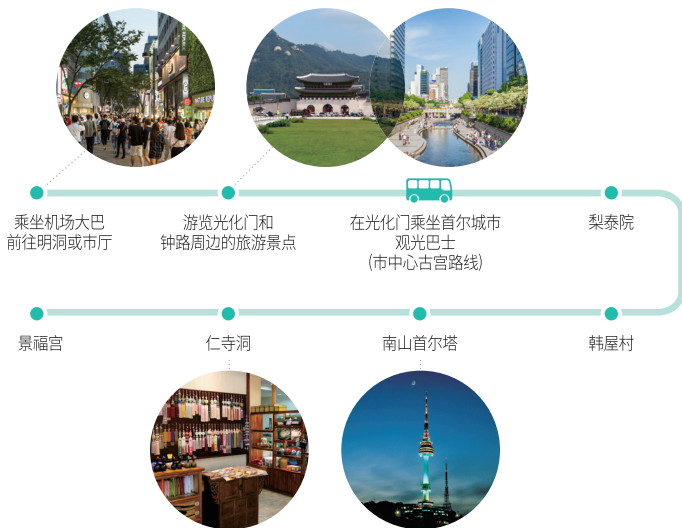 乘坐机场大巴
前往明洞或市厅
游览光化门和
钟路周边的旅游景点
在光化门乘坐首尔城市
观光巴士
(市中心古宫路线)
梨泰院
韩屋村
南山首尔塔
仁寺洞
景福宫